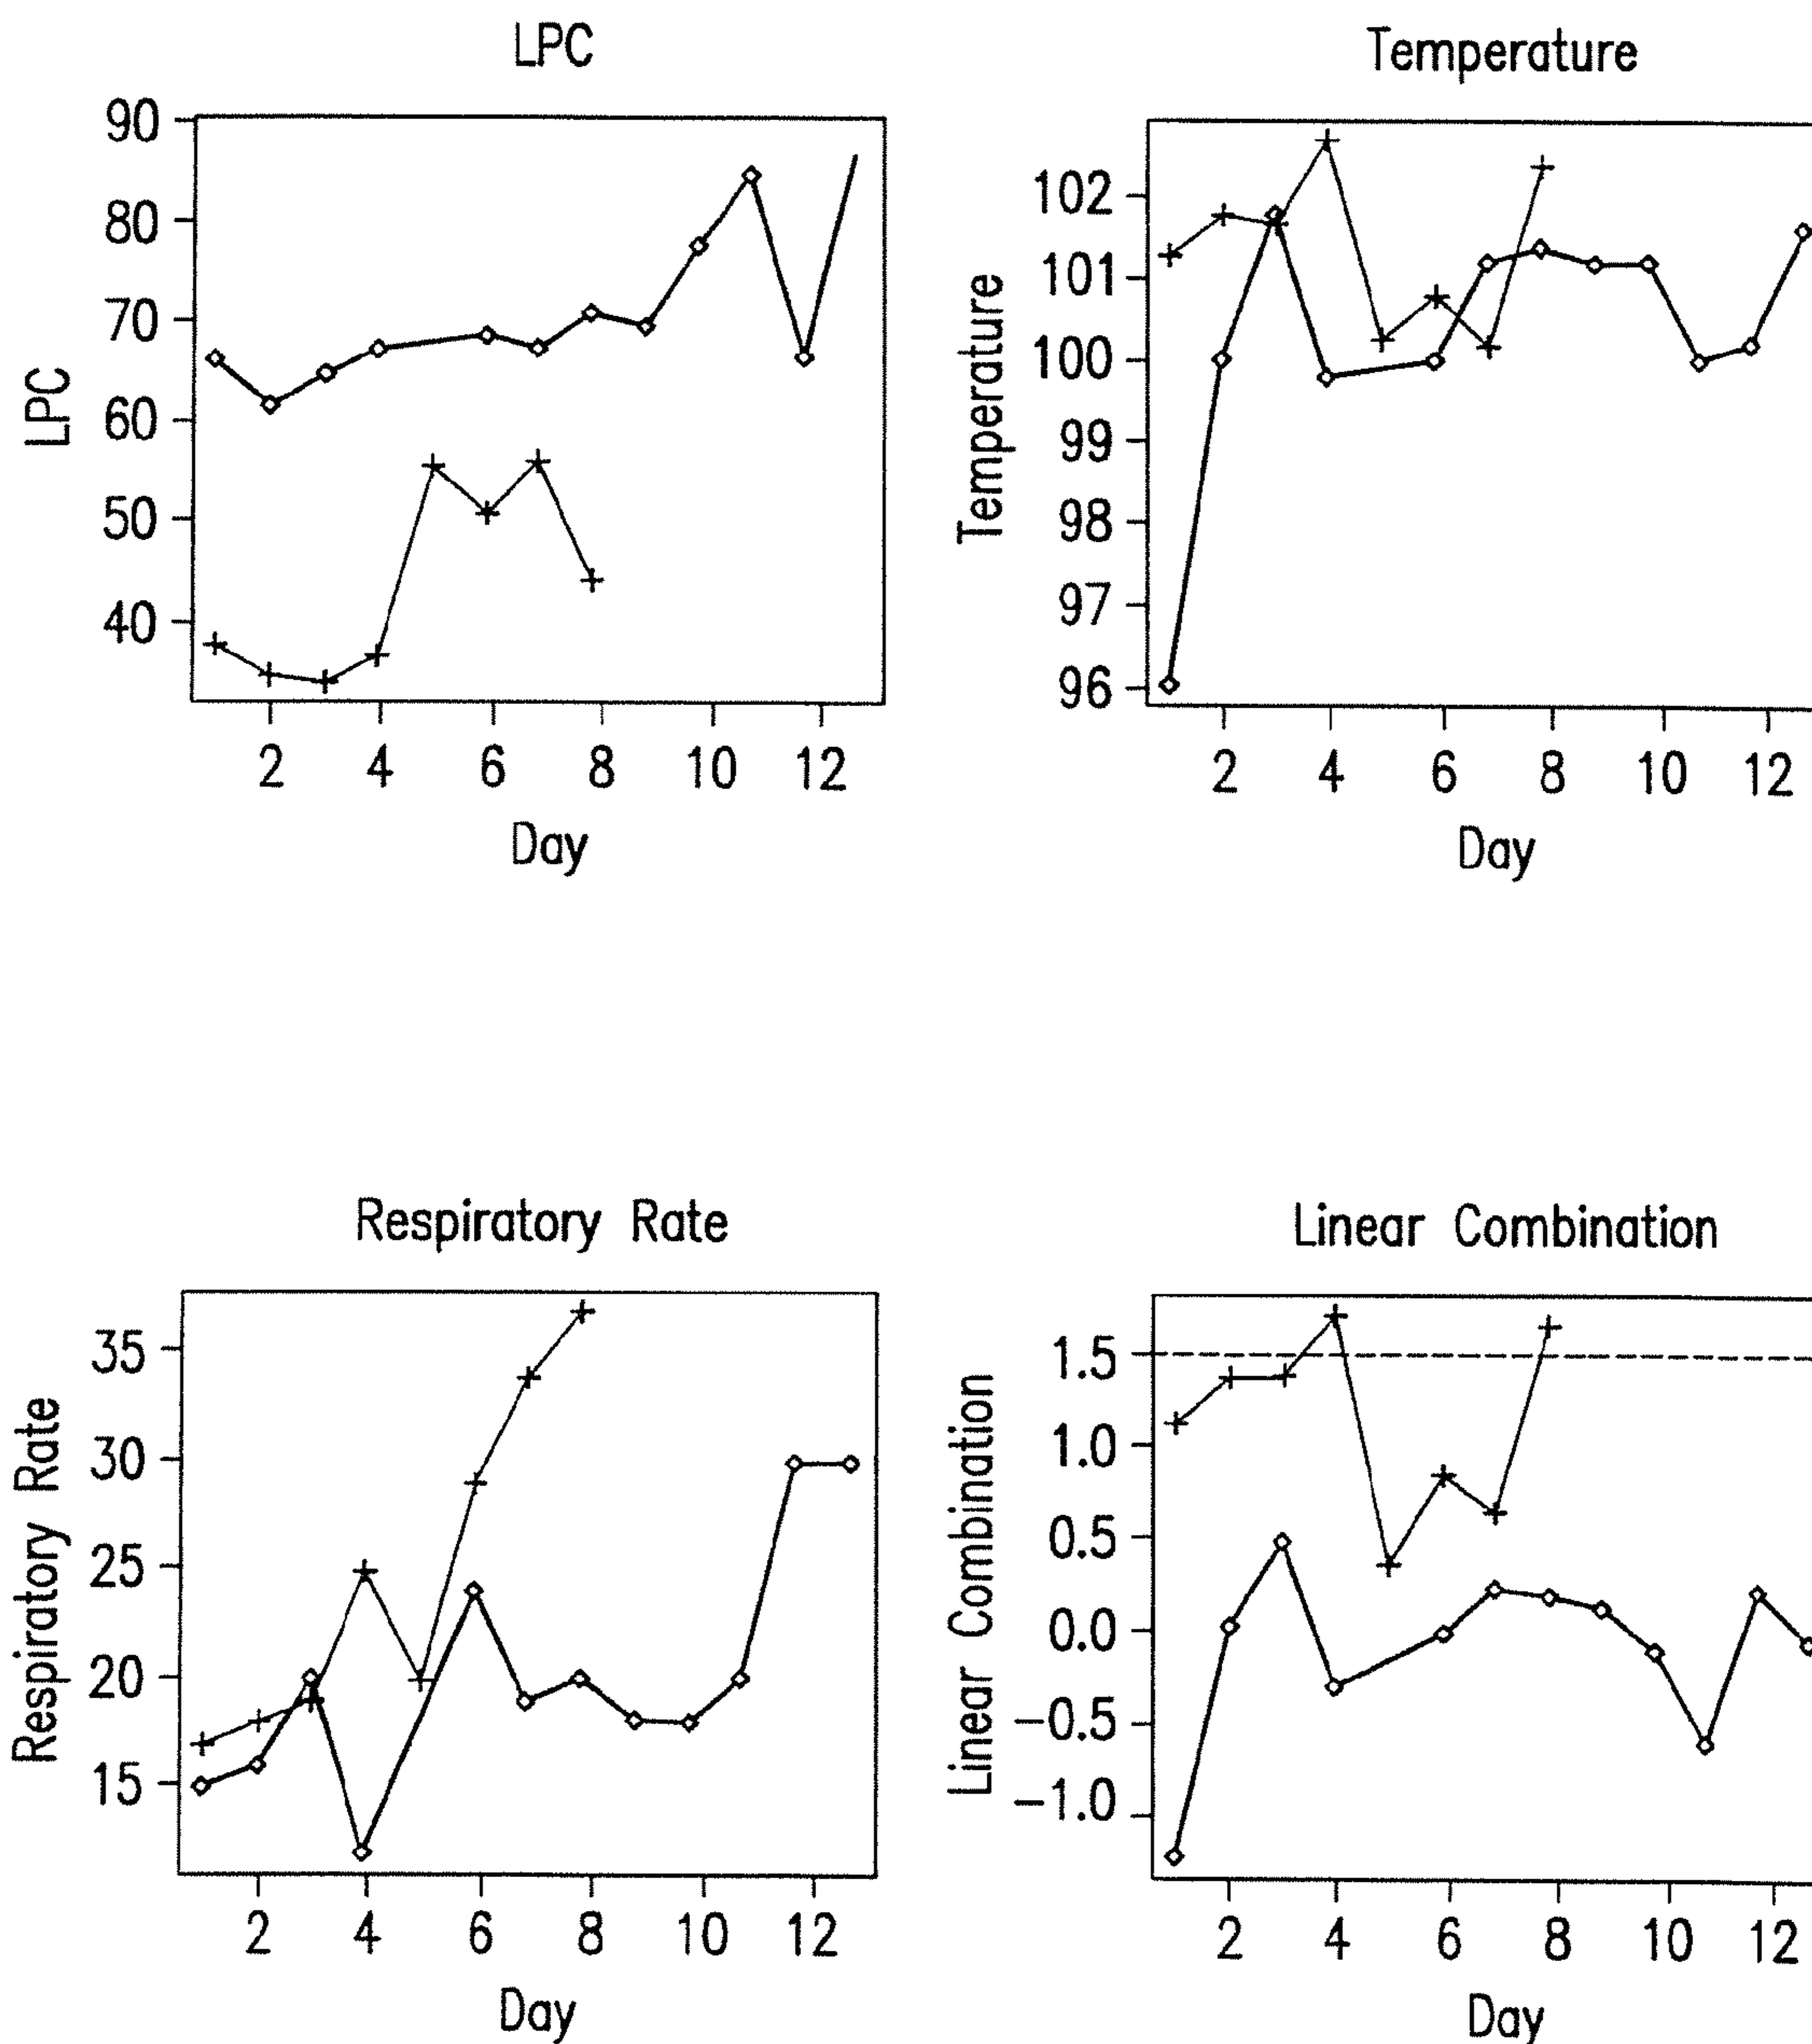 LPC
Temperature
90
80
70
60
50
40
LPC
2 4 6 8 10 12
Day
102
101
100
99
98
97
96
Temperature
2 4 6 8 10 12
Day
Respiratory Rate
Linear Combination
35
30
25
20
15
Respiratory Rate
2 4 6 8 10 12
Day
1.5
1.0
0.5
0.0
-0.5
-1.0
Linear Combination
2 4 6 8 10 12
Day